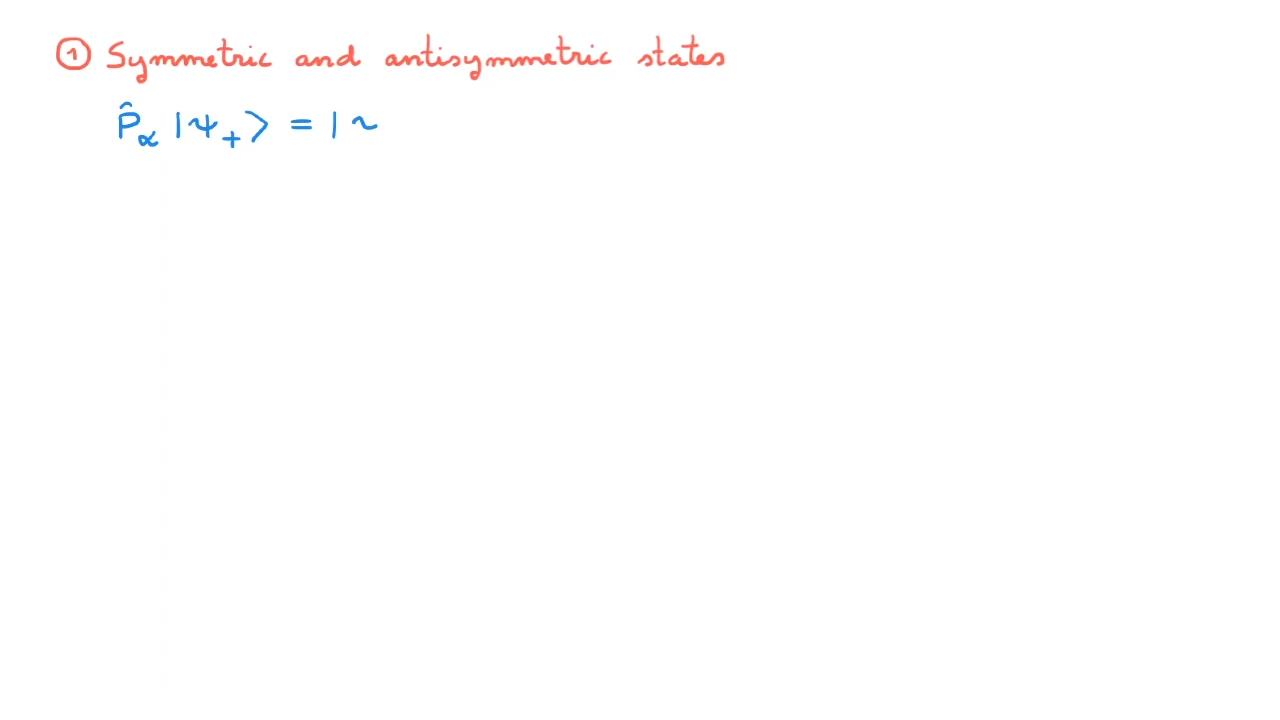 ① Symmetric and antisymmetric states
P̂α |ψ+⟩ = | ~